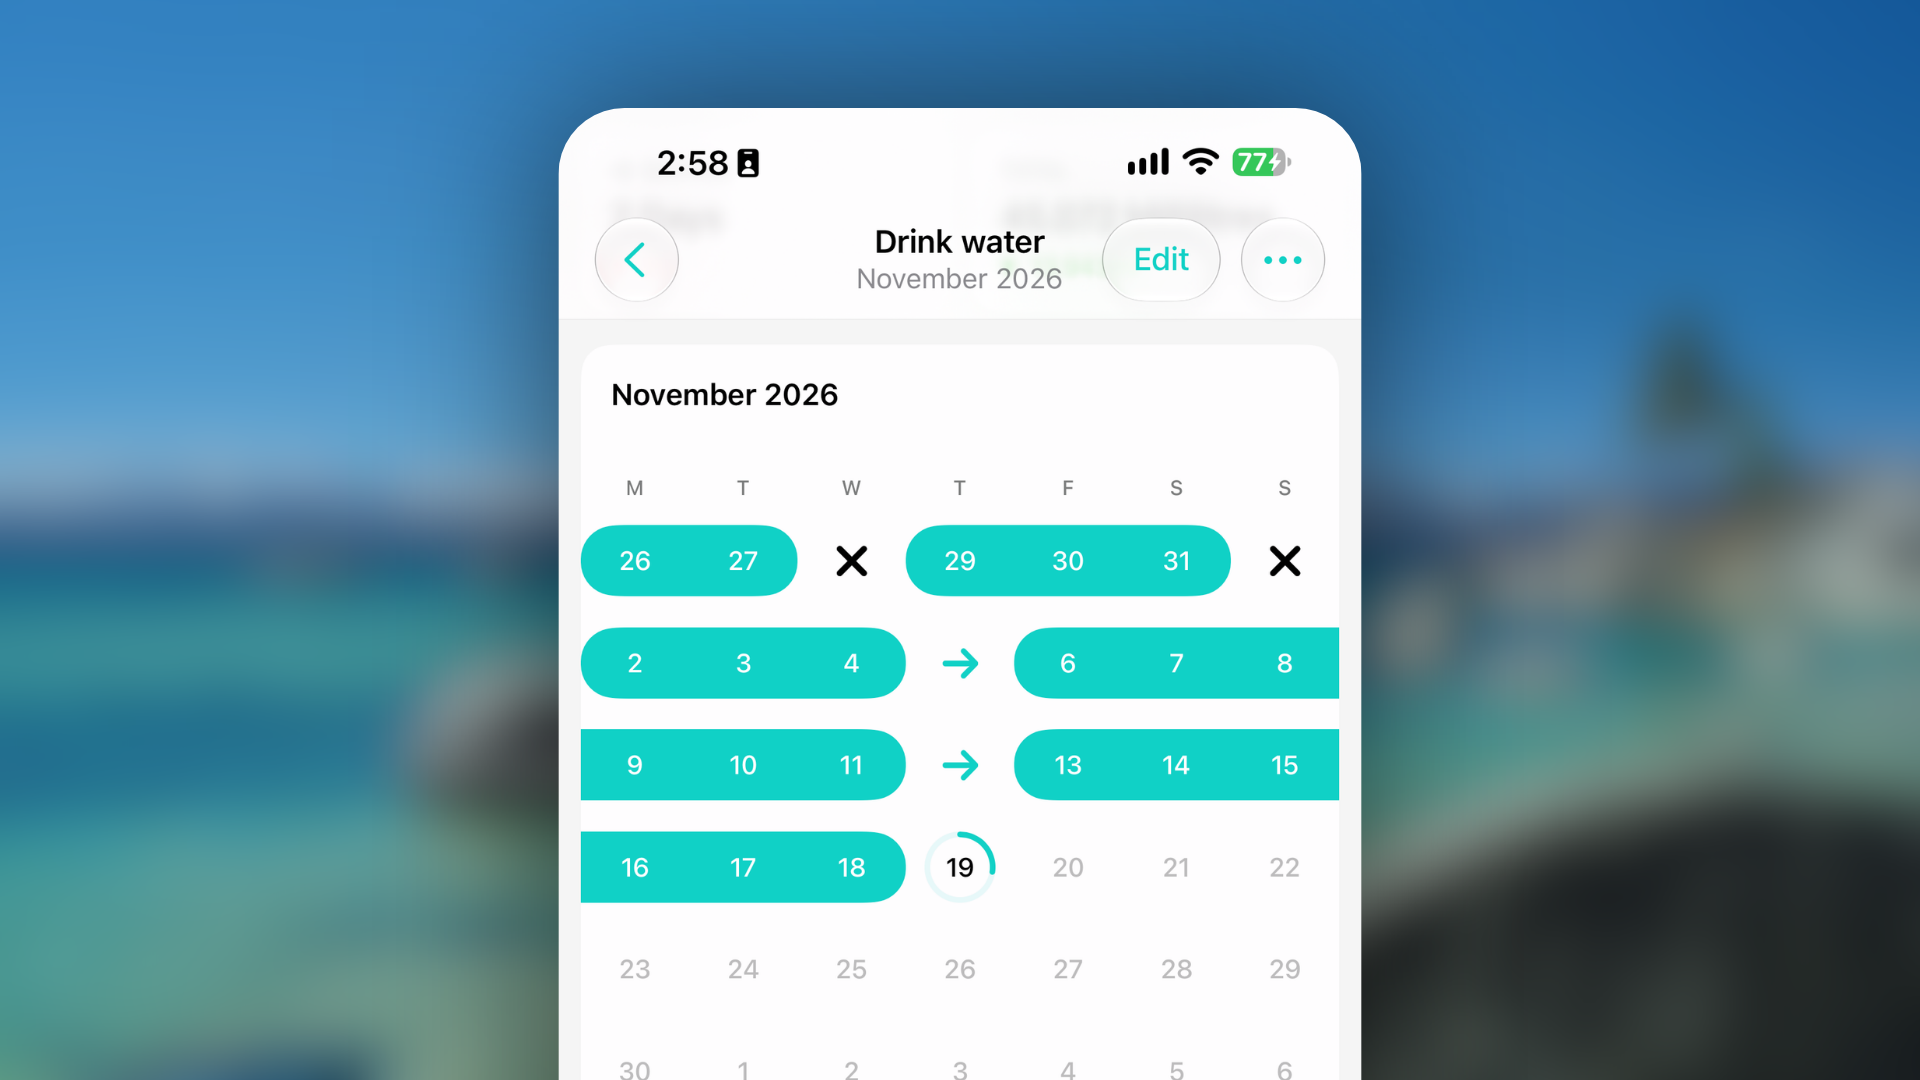 2:58 77
Drink water
November 2026
Edit
November 2026
M T W T F S S
26 27 29 30 31
2 3 4 6 7 8
9 10 11 13 14 15
16 17 18 19 20 21 22
23 24 25 26 27 28 29
30 1 2 3 4 5 6